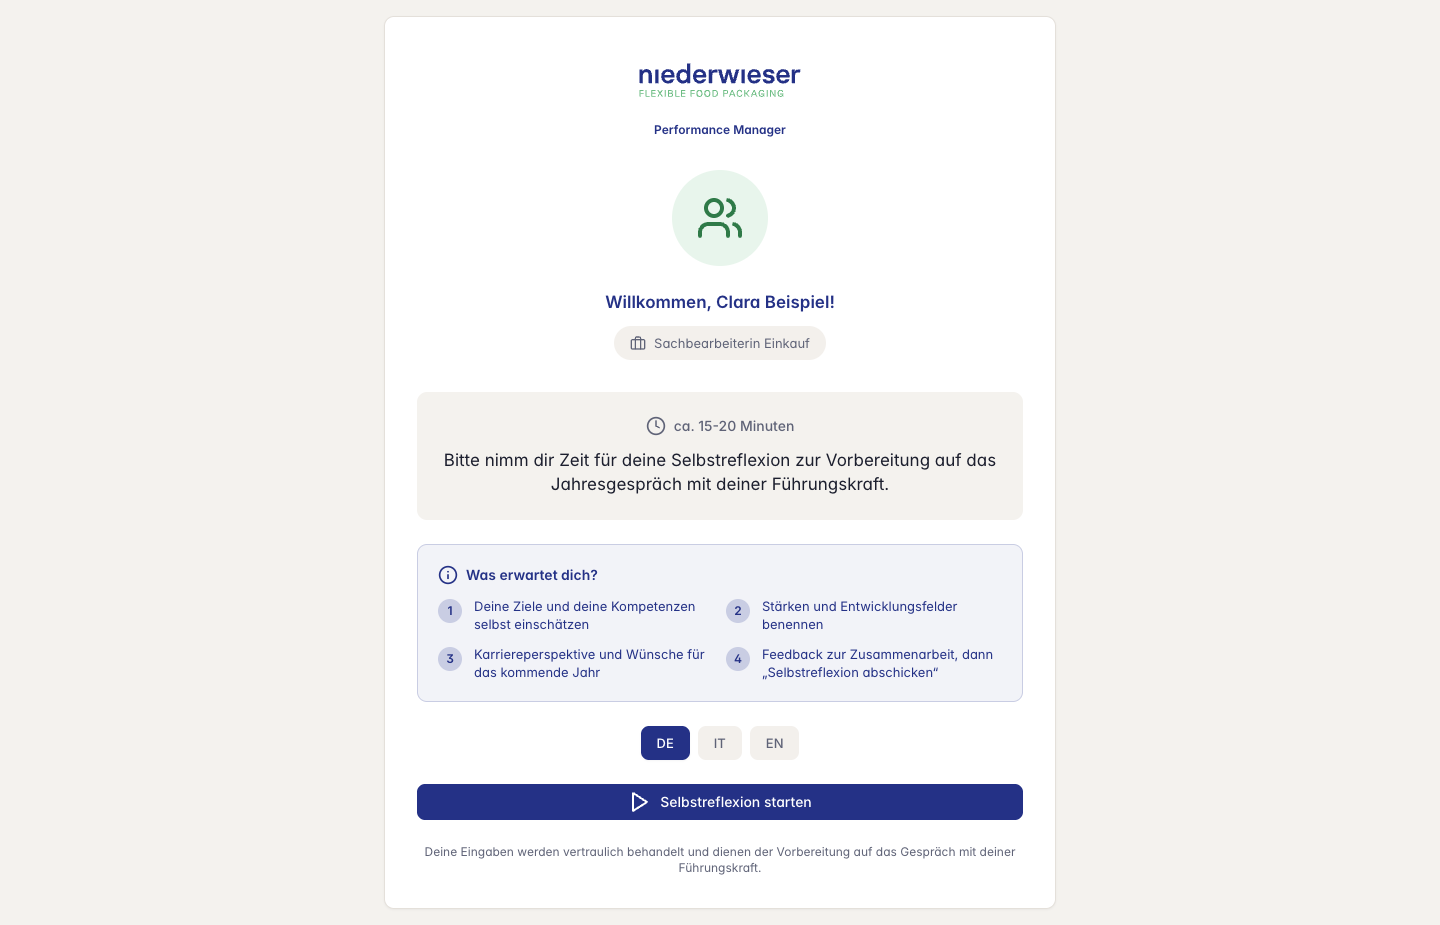 niederwieser
FLEXIBLE FOOD PACKAGING
Performance Manager
Willkommen, Clara Beispiel!
Sachbearbeiterin Einkauf
ca. 15-20 Minuten
Bitte nimm dir Zeit für deine Selbstreflexion zur Vorbereitung auf das
Jahresgespräch mit deiner Führungskraft.
Was erwartet dich?
1 Deine Ziele und deine Kompetenzen
selbst einschätzen
2 Stärken und Entwicklungsfelder
benennen
3 Karriereperspektive und Wünsche für
das kommende Jahr
4 Feedback zur Zusammenarbeit, dann
„Selbstreflexion abschicken“
DE IT EN
Selbstreflexion starten
Deine Eingaben werden vertraulich behandelt und dienen der Vorbereitung auf das Gespräch mit deiner
Führungskraft.